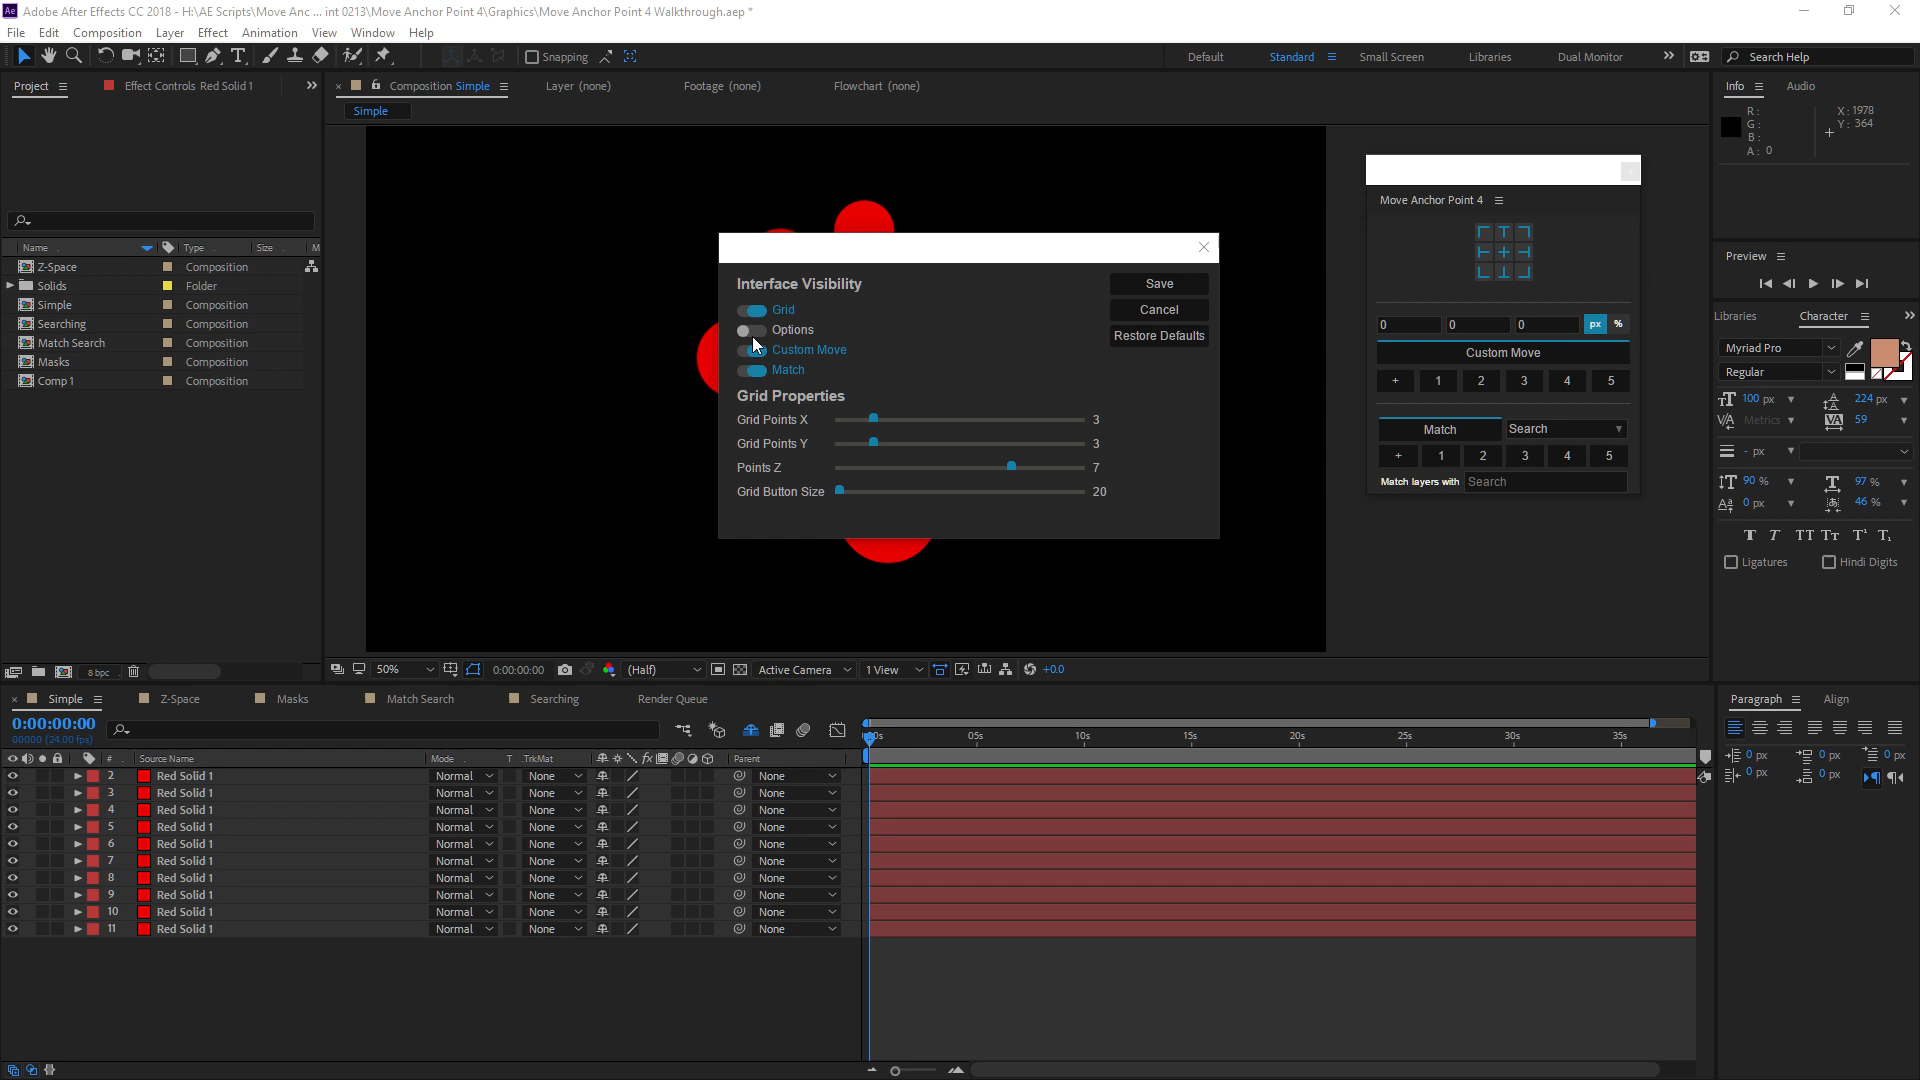 Adobe After Effects CC 2018 - H:\AE Scripts\Move Anc ... int 0213\Move Anchor Point 4\Graphics\Move Anchor Point 4 Walkthrough.aep *
File Edit Composition Layer Effect Animation View Window Help
Snapping Default Standard Small Screen Libraries Dual Monitor Search Help
Project Effect Controls Red Solid 1 Composition Simple Layer (none) Footage (none) Flowchart (none) Info Audio
Simple
R: X: 1978
G: Y: 364
B:
A: 0
Move Anchor Point 4
Name Type Size M
Z-Space Composition
Solids Folder
Simple Composition
Searching Composition
Match Search Composition
Masks Composition
Comp 1 Composition
Interface Visibility
Grid
Options
Custom Move
Match
Save
Cancel
Restore Defaults
Grid Properties
Grid Points X 3
Grid Points Y 3
Points Z 7
Grid Button Size 20
0 0 0 px %
Custom Move
+ 1 2 3 4 5
Match Search
+ 1 2 3 4 5
Match layers with Search
Preview
Libraries Character
Myriad Pro
Regular
100 px 224 px
Metrics 59
- px
90 % 97 %
0 px 46 %
Ligatures Hindi Digits
8 bpc 50% 0:00:00:00 (Half) Active Camera 1 View +0.0
Simple Z-Space Masks Match Search Searching Render Queue
Paragraph Align
0 px 0 px 0 px
0 px 0 px
0:00:00:00
00000 (24.00 fps)
05s 10s 15s 20s 25s 30s 35s
# Source Name Mode T .TrkMat Parent
2 Red Solid 1 Normal None None
3 Red Solid 1 Normal None None
4 Red Solid 1 Normal None None
5 Red Solid 1 Normal None None
6 Red Solid 1 Normal None None
7 Red Solid 1 Normal None None
8 Red Solid 1 Normal None None
9 Red Solid 1 Normal None None
10 Red Solid 1 Normal None None
11 Red Solid 1 Normal None None